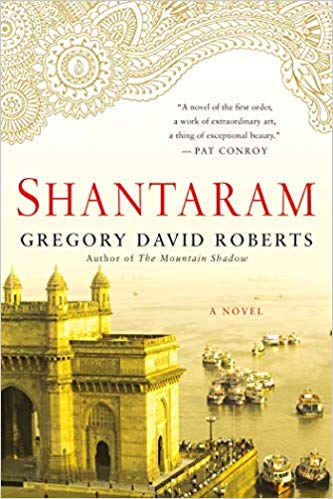 “A novel of the first order,
a work of extraordinary art,
a thing of exceptional beauty.”
— PAT CONROY
SHANTARAM
GREGORY DAVID ROBERTS
Author of The Mountain Shadow
A NOVEL